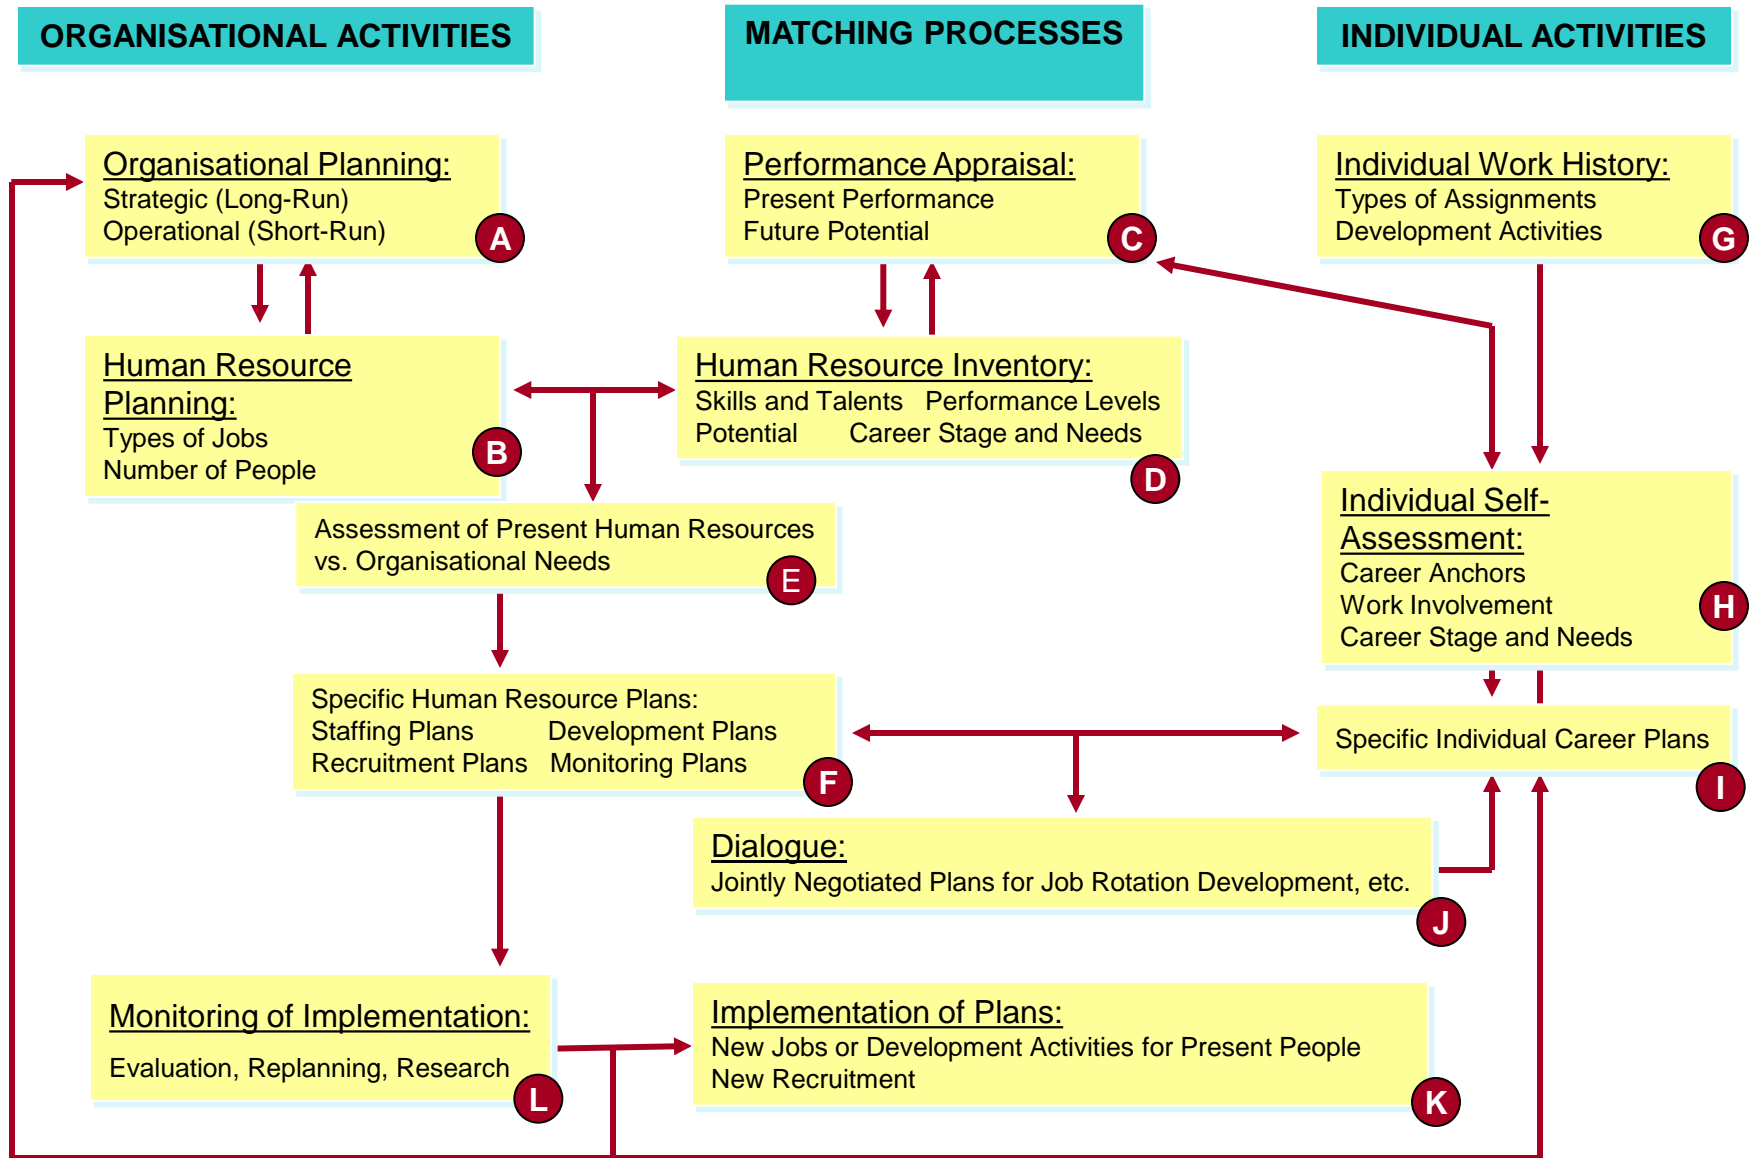 ORGANISATIONAL ACTIVITIES
MATCHING PROCESSES
INDIVIDUAL ACTIVITIES
Organisational Planning:
Strategic (Long-Run)
Operational (Short-Run)
A
Performance Appraisal:
Present Performance
Future Potential
C
Individual Work History:
Types of Assignments
Development Activities
G
Human Resource
Planning:
Types of Jobs
Number of People
B
Human Resource Inventory:
Skills and Talents Performance Levels
Potential Career Stage and Needs
D
Assessment of Present Human Resources
vs. Organisational Needs
E
Individual Self-
Assessment:
Career Anchors
Work Involvement
Career Stage and Needs
H
Specific Human Resource Plans:
Staffing Plans Development Plans
Recruitment Plans Monitoring Plans
F
Specific Individual Career Plans
I
Dialogue:
Jointly Negotiated Plans for Job Rotation Development, etc.
J
Monitoring of Implementation:
Evaluation, Replanning, Research
L
Implementation of Plans:
New Jobs or Development Activities for Present People
New Recruitment
K